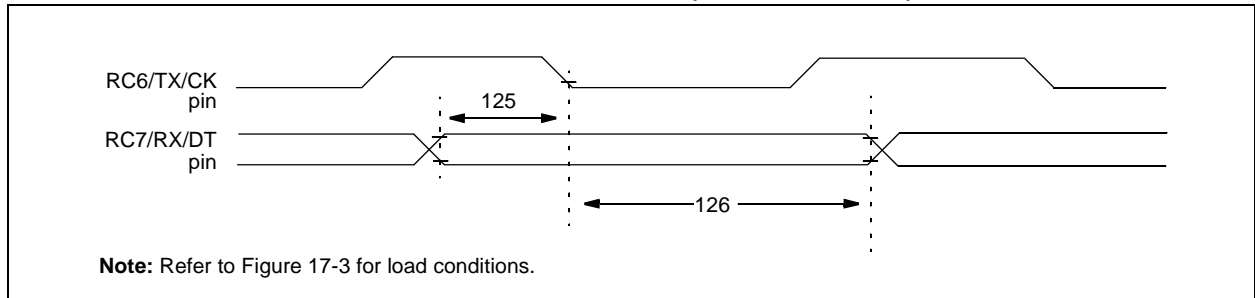 RC6/TX/CK
pin
125
RC7/RX/DT
pin
126
Note: Refer to Figure 17-3 for load conditions.